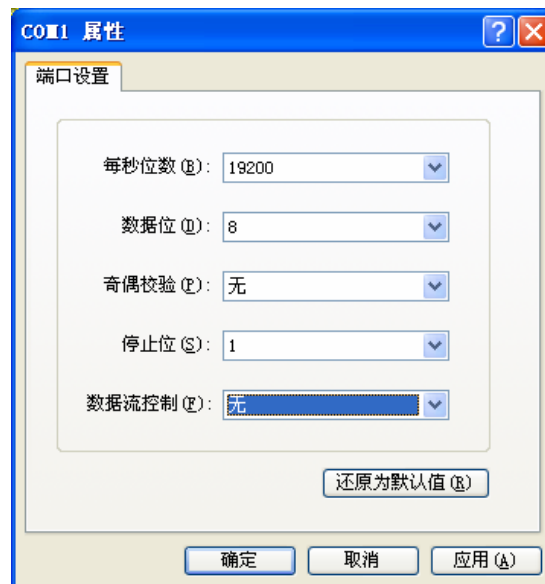 COM1 属性
端口设置
每秒位数(B): 19200
数据位(D): 8
奇偶校验(P): 无
停止位(S): 1
数据流控制(F): 无
还原为默认值(R)
确定 取消 应用(A)